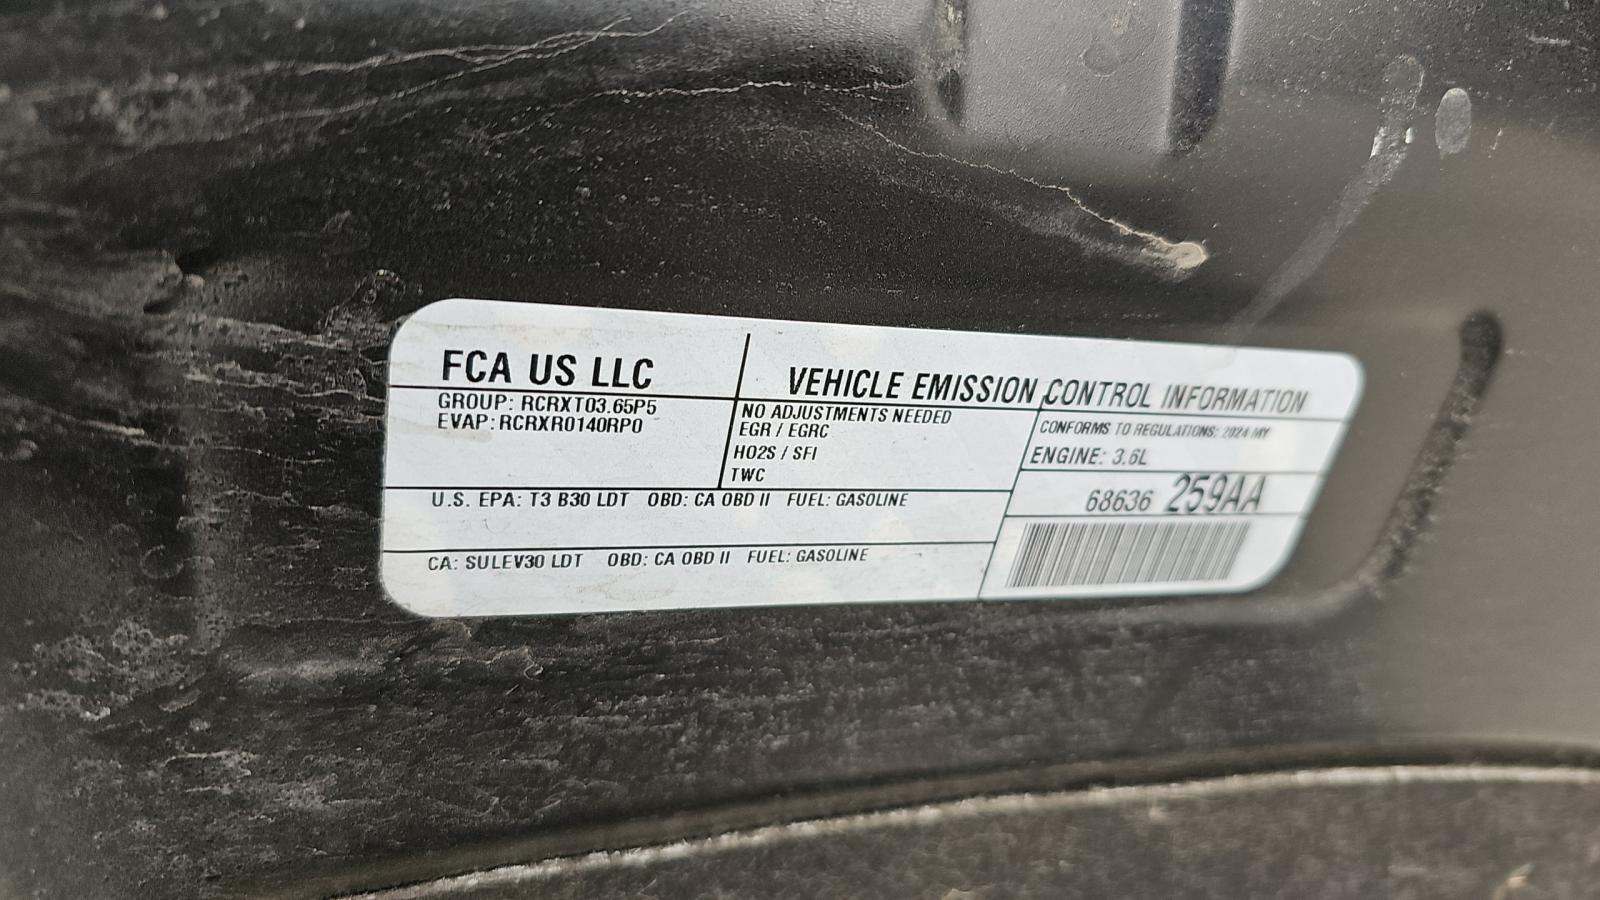 FCA US LLC
VEHICLE EMISSION CONTROL INFORMATION
GROUP: RCRXT03.65P5
EVAP: RCRXR0140RP0
NO ADJUSTMENTS NEEDED
EGR / EGRC
HO2S / SFI
TWC
CONFORMS TO REGULATIONS: 2024 MY
ENGINE: 3.6L
68636 259AA
U.S. EPA: T3 B30 LDT OBD: CA OBD II FUEL: GASOLINE
CA: SULEV30 LDT OBD: CA OBD II FUEL: GASOLINE